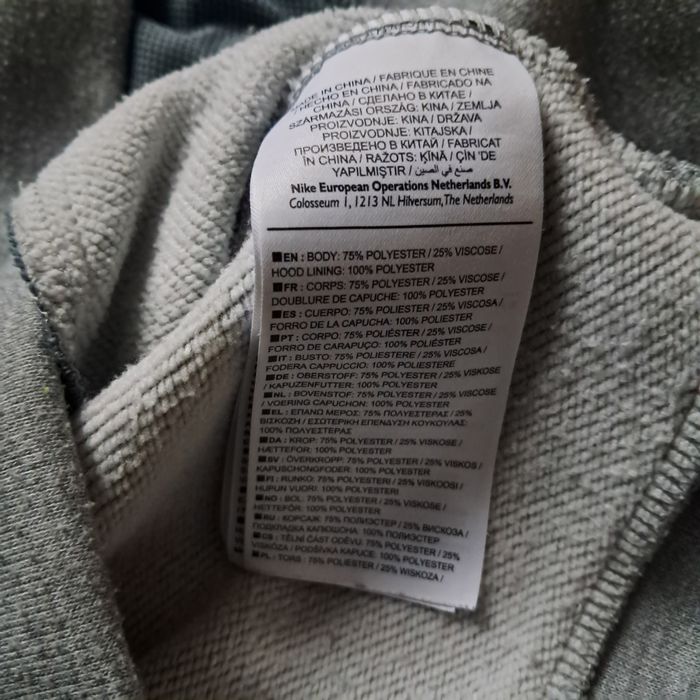 MADE IN CHINA / FABRIQUE EN CHINE
/ HECHO EN CHINA / FABRICADO NA
CHINA / СДЕЛАНО В КИТАЕ /
SZÁRMAZÁSI ORSZÁG: KINA / ZEMLJA
PROIZVODNJE: KINA / DRŽAVA
PROIZVODNJE: KITAJSKA /
ПРОИЗВЕДЕНО В КИТАЙ / FABRICAT
ÎN CHINA / RAŽOTS: ĶĪNĀ / ÇİN 'DE
YAPILMIŞTIR / صنع في الصين
Nike European Operations Netherlands B.V.
Colosseum 1, 1213 NL Hilversum, The Netherlands
EN : BODY: 75% POLYESTER / 25% VISCOSE /
HOOD LINING: 100% POLYESTER
FR : CORPS: 75% POLYESTER / 25% VISCOSE /
DOUBLURE DE CAPUCHE: 100% POLYESTER
ES : CUERPO: 75% POLIÉSTER / 25% VISCOSA /
FORRO DE LA CAPUCHA: 100% POLIÉSTER
PT : CORPO: 75% POLIÉSTER / 25% VISCOSE /
FORRO DE CARAPUÇO: 100% POLIÉSTER
IT : BUSTO: 75% POLIESTERE / 25% VISCOSA /
FODERA CAPPUCCIO: 100% POLIESTERE
DE : OBERSTOFF: 75% POLYESTER / 25% VISKOSE
/ KAPUZENFUTTER: 100% POLYESTER
NL : BOVENSTOF: 75% POLYESTER / 25% VISCOSE
/ VOERING CAPUCHON: 100% POLYESTER
EL : ΕΠΑΝΩ ΜΕΡΟΣ: 75% ΠΟΛΥΕΣΤΕΡΑΣ / 25%
ΒΙΣΚΟΖΗ / ΕΣΩΤΕΡΙΚΗ ΕΠΕΝΔΥΣΗ ΚΟΥΚΟΥΛΑΣ:
100% ΠΟΛΥΕΣΤΕΡΑΣ
DA : KROP: 75% POLYESTER / 25% VISKOSE /
HÆTTEFOR: 100% POLYESTER
SV : ÖVERKROPP: 75% POLYESTER / 25% VISKOS /
KAPUSCHONGFODER: 100% POLYESTER
FI : RUNKO: 75% POLYESTERI / 25% VISKOOSI /
HUPUN VUORI: 100% POLYESTERI
NO : BOL: 75% POLYESTER / 25% VISKOSE /
HETTEFÔR: 100% POLYESTER
RU : КОРСАЖ: 75% ПОЛИЭСТЕР / 25% ВИСКОЗА /
ПОДКЛАДКА КАПЮШОНА: 100% ПОЛИЭСТЕР
CS : TĚLNÍ ČÁST ODĚVU: 75% POLYESTER / 25%
VISKÓZA / PODŠÍVKA KAPUCE: 100% POLYESTER
PL : TORS : 75% POLIESTER / 25% WISKOZA /